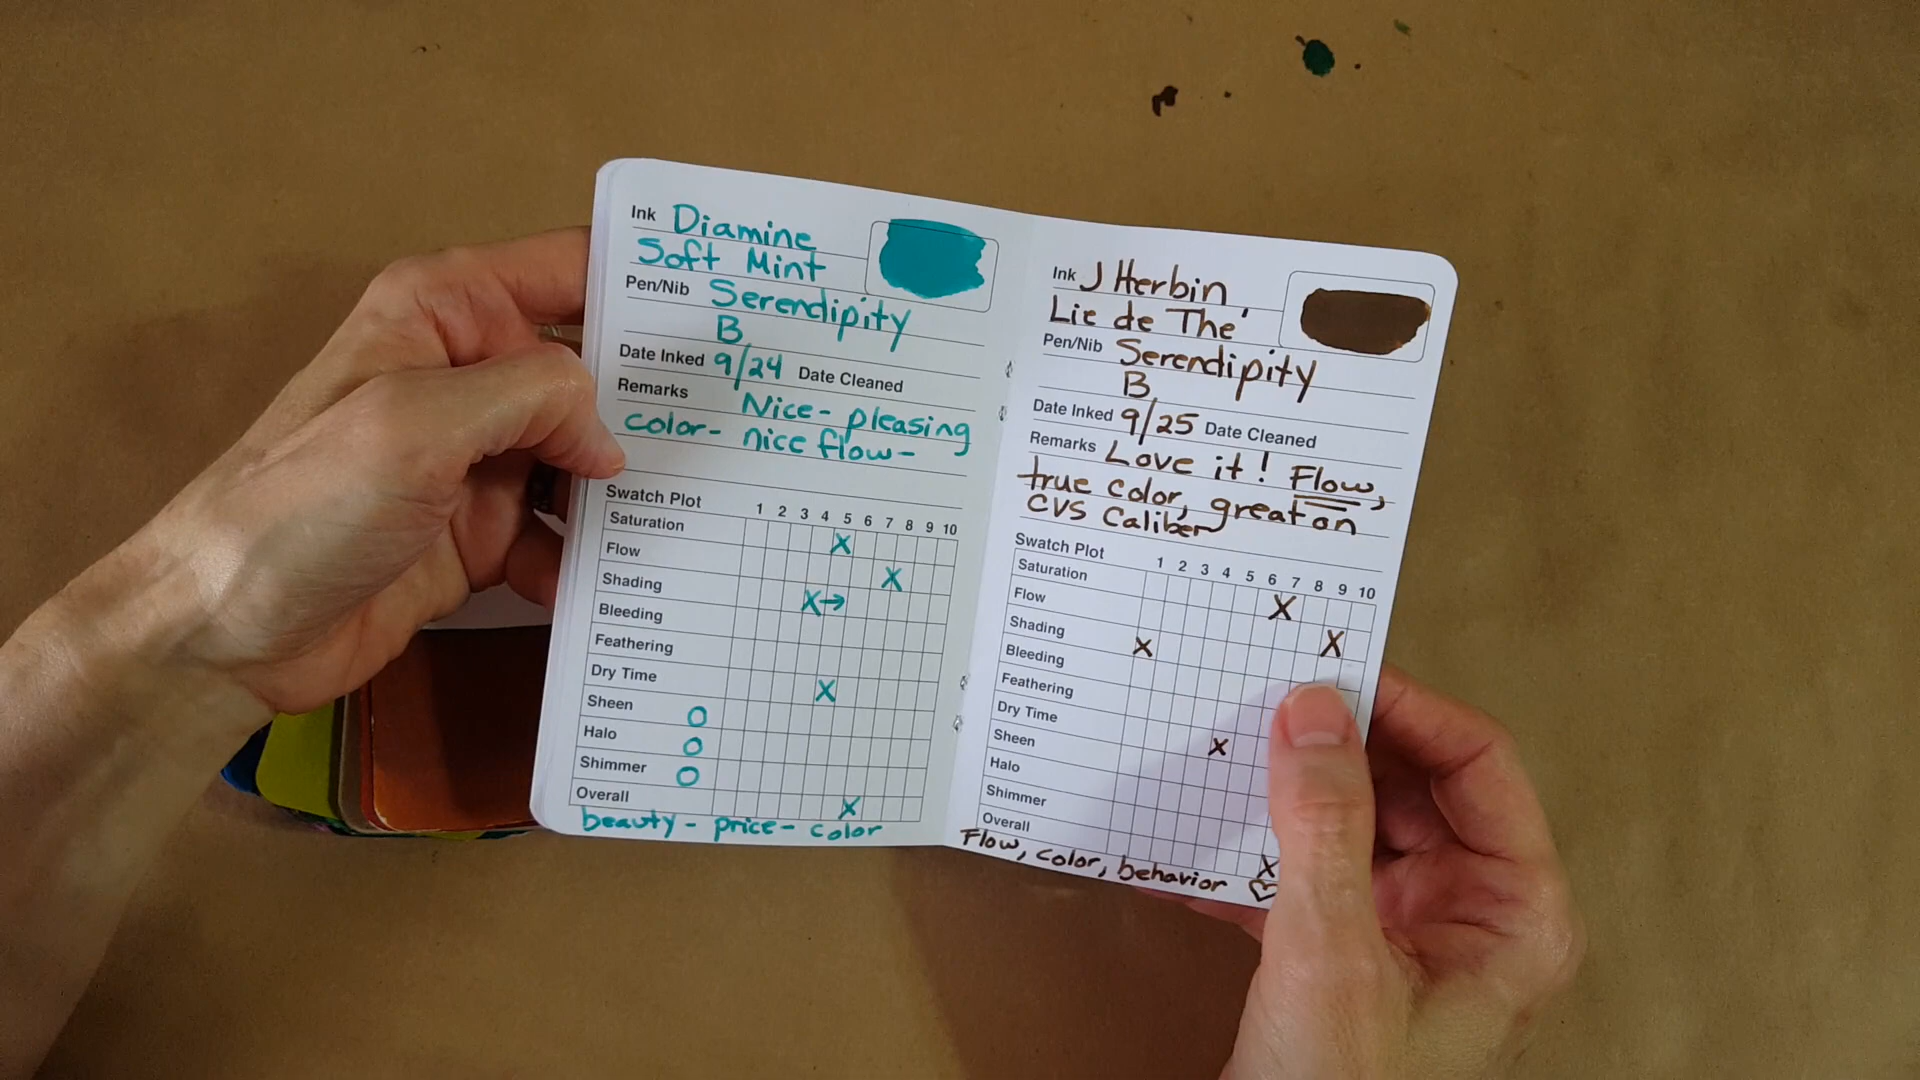 Ink Diamine
Soft Mint
Pen/Nib Serendipity
B
Date Inked 9/24 Date Cleaned
Remarks Nice - pleasing
color - nice flow -
Swatch Plot 1 2 3 4 5 6 7 8 9 10
Saturation X
Flow X
Shading X→
Bleeding
Feathering
Dry Time X
Sheen O
Halo O
Shimmer O
Overall X
beauty - price - color
Ink J Herbin
Lie de Thé
Pen/Nib Serendipity
B
Date Inked 9/25 Date Cleaned
Remarks Love it! Flow,
true color, great on
CVS Caliber
Swatch Plot 1 2 3 4 5 6 7 8 9 10
Saturation X
Flow X
Shading X
Bleeding
Feathering
Dry Time X
Sheen
Halo
Shimmer
Overall X
Flow, color, behavior ♡